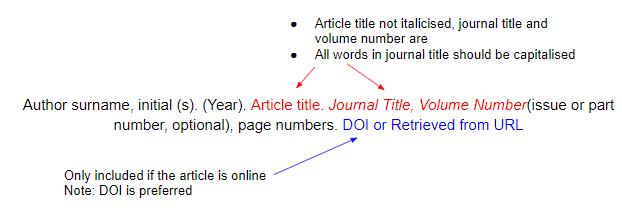 ● Article title not italicised, journal title and
volume number are
● All words in journal title should be capitalised
Author surname, initial (s). (Year). Article title. Journal Title, Volume Number(issue or part
number, optional), page numbers. DOI or Retrieved from URL
Only included if the article is online
Note: DOI is preferred